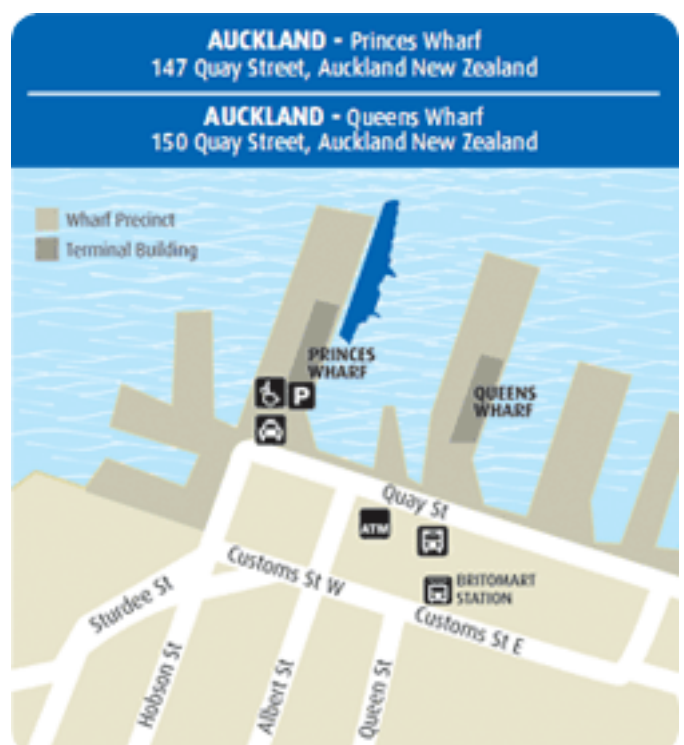 AUCKLAND - Princes Wharf
147 Quay Street, Auckland New Zealand
AUCKLAND - Queens Wharf
150 Quay Street, Auckland New Zealand
Wharf Precinct
Terminal Building
PRINCES
WHARF
QUEENS
WHARF
P
Quay St
ATM
Customs St W
BRITOMART
STATION
Sturdee St
Customs St E
Hobson St
Albert St
Queen St